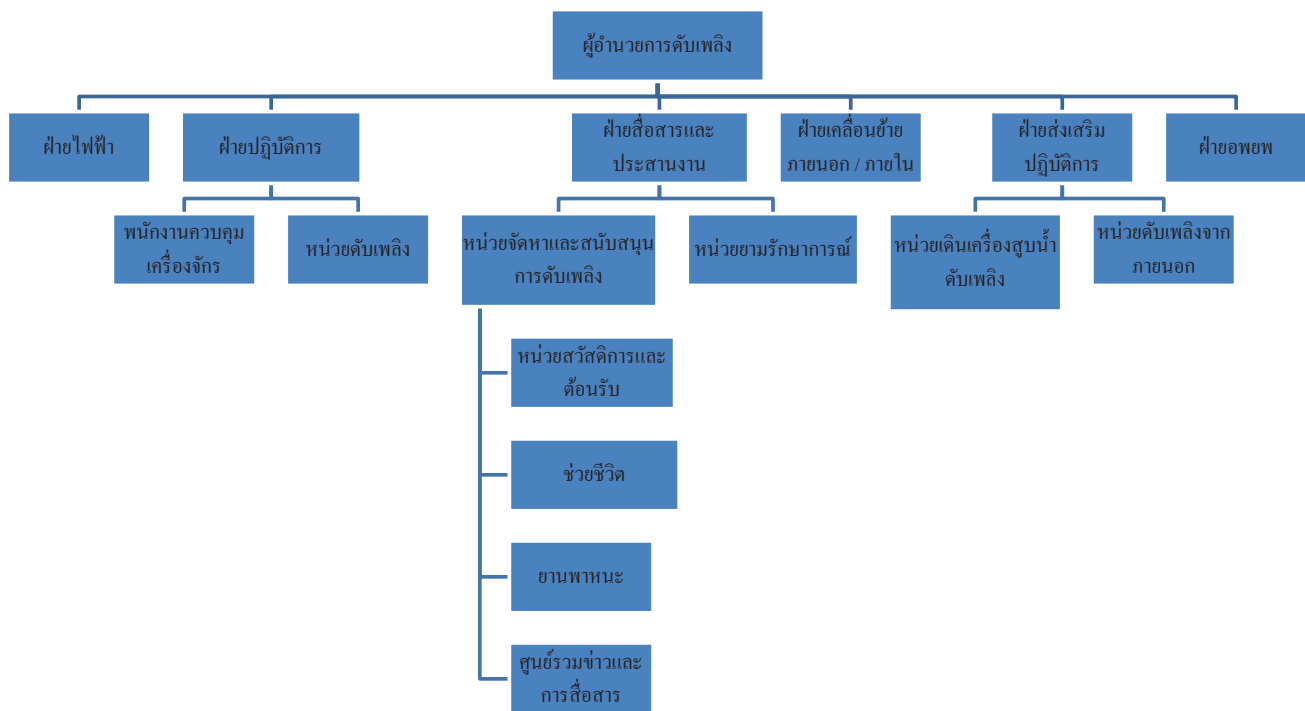 ผู้อำนวยการดับเพลิง
ฝ่ายไฟฟ้า
ฝ่ายปฏิบัติการ
ฝ่ายสื่อสารและ
ประสานงาน
ฝ่ายเคลื่อนย้าย
ภายนอก / ภายใน
ฝ่ายส่งเสริม
ปฏิบัติการ
ฝ่ายอพยพ
พนักงานควบคุม
เครื่องจักร
หน่วยดับเพลิง
หน่วยจัดหาและสนับสนุน
การดับเพลิง
หน่วยยามรักษาการณ์
หน่วยเดินเครื่องสูบน้ำ
ดับเพลิง
หน่วยดับเพลิงจาก
ภายนอก
หน่วยสวัสดิการและ
ต้อนรับ
ช่วยชีวิต
ยานพาหนะ
ศูนย์รวมข่าวและ
การสื่อสาร